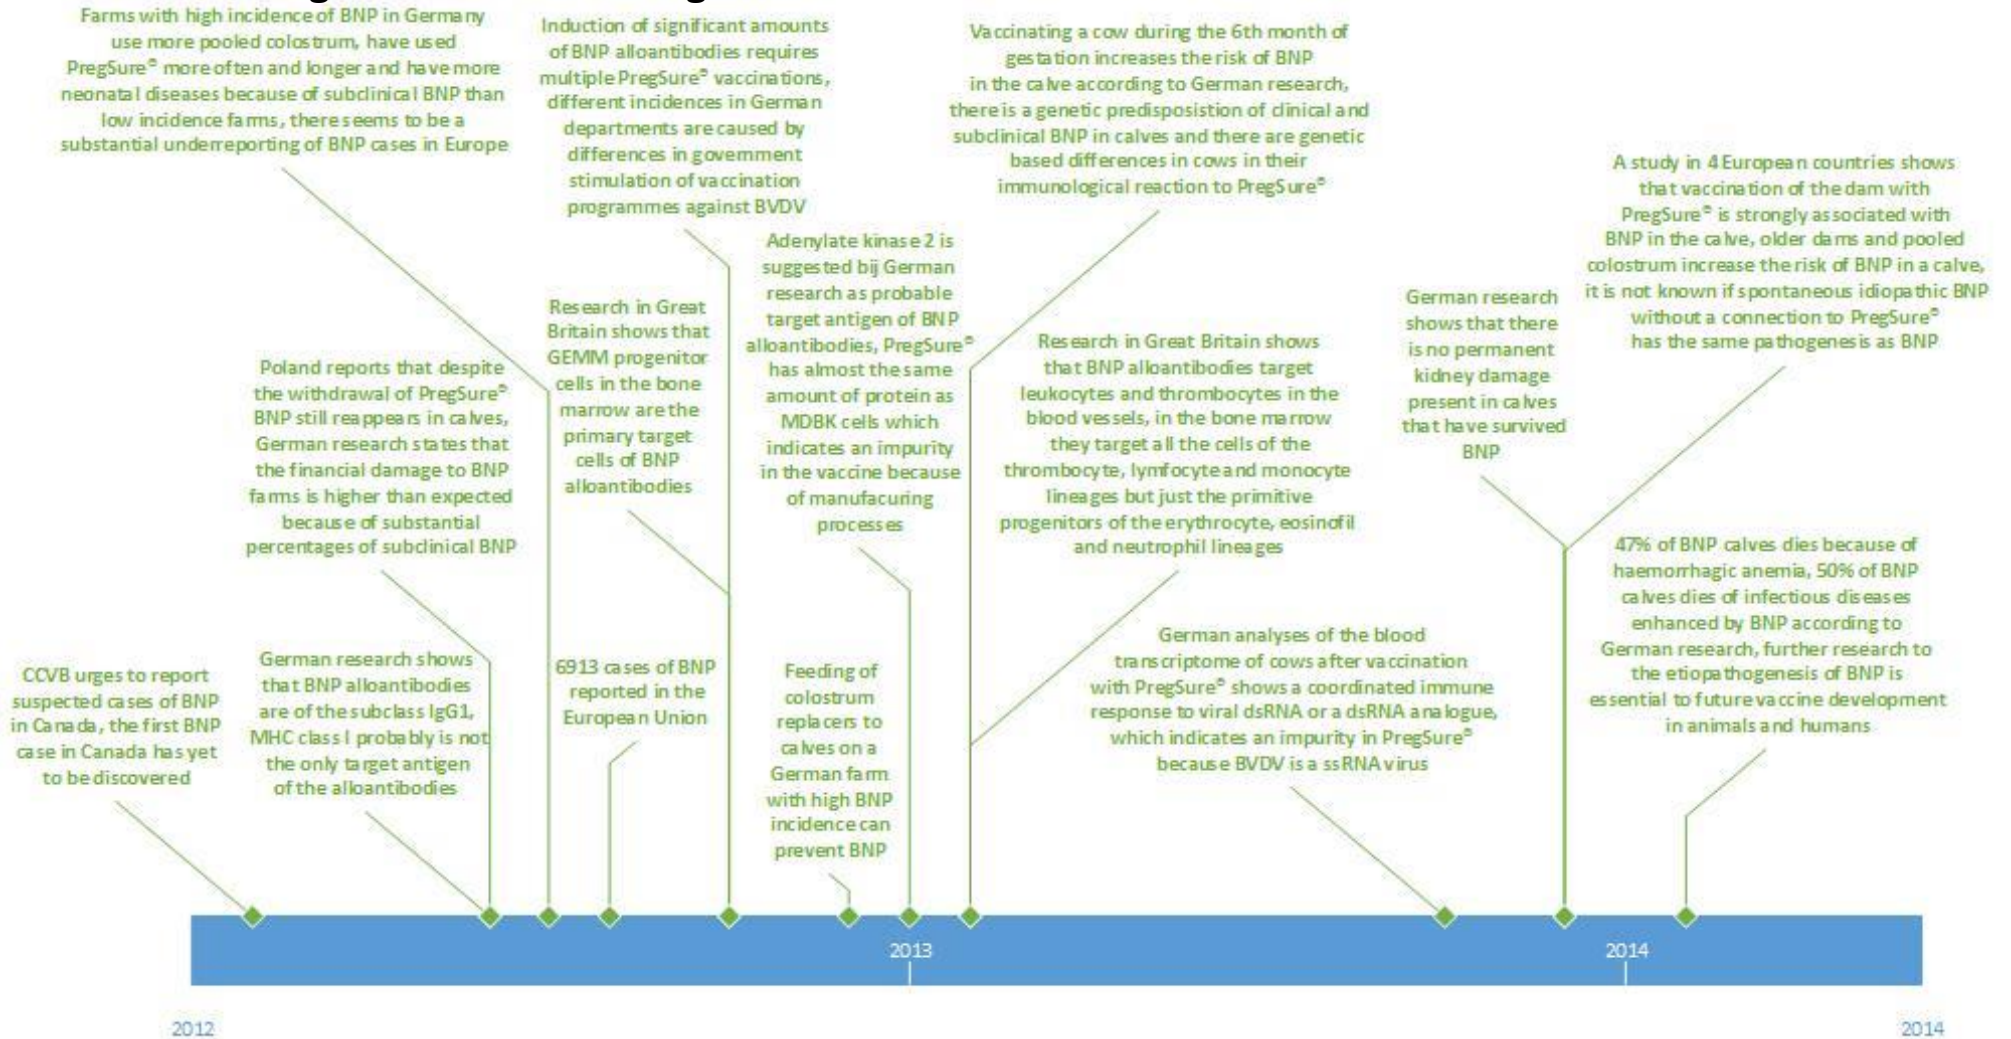 Farms with high incidence of BNP in Germany
use more pooled colostrum, have used
PregSure® more often and longer and have more
neonatal diseases because of subclinical BNP than
low incidence farms, there seems to be a
substantial underreporting of BNP cases in Europe
Induction of significant amounts
of BNP alloantibodies requires
multiple PregSure® vaccinations,
different incidences in German
departments are caused by
differences in government
stimulation of vaccination
programmes against BVDV
Vaccinating a cow during the 6th month of
gestation increases the risk of BNP
in the calve according to German research,
there is a genetic predisposistion of clinical and
subclinical BNP in calves and there are genetic
based differences in cows in their
immunological reaction to PregSure®
A study in 4 European countries shows
that vaccination of the dam with
PregSure® is strongly associated with
BNP in the calve, older dams and pooled
colostrum increase the risk of BNP in a calve,
it is not known if spontaneous idiopathic BNP
without a connection to PregSure®
has the same pathogenesis as BNP
Adenylate kinase 2 is
suggested bij German
research as probable
target antigen of BNP
alloantibodies, PregSure®
has almost the same
amount of protein as
MDBK cells which
indicates an impurity
in the vaccine because
of manufacuring
processes
Research in Great
Britain shows that
GEMM progenitor
cells in the bone
marrow are the
primary target
cells of BNP
alloantibodies
German research
shows that there
is no permanent
kidney damage
present in calves
that have survived
BNP
Research in Great Britain shows
that BNP alloantibodies target
leukocytes and thrombocytes in the
blood vessels, in the bone marrow
they target all the cells of the
thrombocyte, lymfocyte and monocyte
lineages but just the primitive
progenitors of the erythrocyte, eosinofil
and neutrophil lineages
Poland reports that despite
the withdrawal of PregSure®
BNP still reappears in calves,
German research states that
the financial damage to BNP
farms is higher than expected
because of substantial
percentages of subclinical BNP
47% of BNP calves dies because of
haemorrhagic anemia, 50% of BNP
calves dies of infectious diseases
enhanced by BNP according to
German research, further research to
the etiopathogenesis of BNP is
essential to future vaccine development
in animals and humans
CCVB urges to report
suspected cases of BNP
in Canada, the first BNP
case in Canada has yet
to be discovered
German research shows
that BNP alloantibodies
are of the subclass IgG1,
MHC class I probably is not
the only target antigen
of the alloantibodies
6913 cases of BNP
reported in the
European Union
Feeding of
colostrum
replacers to
calves on a
German farm
with high BNP
incidence can
prevent BNP
German analyses of the blood
transcriptome of cows after vaccination
with PregSure® shows a coordinated immune
response to viral dsRNA or a dsRNA analogue,
which indicates an impurity in PregSure®
because BVDV is a ssRNA virus
2013
2014
2012
2014